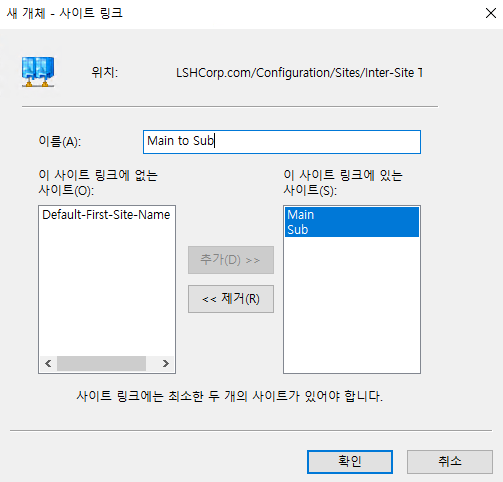 새 개체 - 사이트 링크
위치:
LSHCorp.com/Configuration/Sites/Inter-Site T
이름(A):
Main to Sub
이 사이트 링크에 없는
사이트(O):
이 사이트 링크에 있는
사이트(S):
Default-First-Site-Name
Main
Sub
추가(D) >>
<< 제거(R)
사이트 링크에는 최소한 두 개의 사이트가 있어야 합니다.
확인
취소